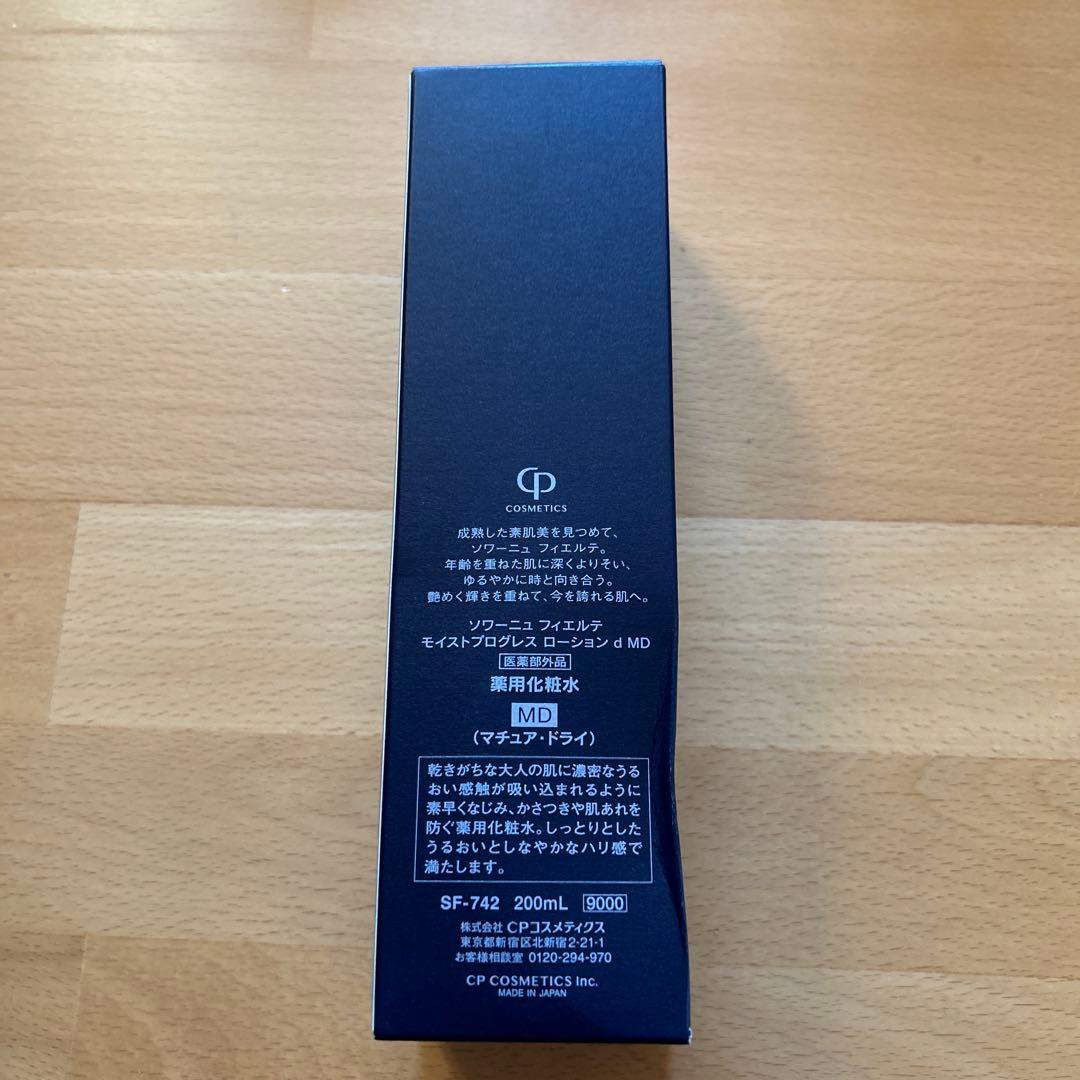 CP
COSMETICS
成熟した素肌美を見つめて、
ソワーニュ フィエルテ。
年齢を重ねた肌に深くよりそい、
ゆるやかに時と向き合う。
艶めく輝きを重ねて、今を誇れる肌へ。
ソワーニュ フィエルテ
モイストプログレス ローション d MD
医薬部外品
薬用化粧水
MD
(マチュア・ドライ)
乾きがちな大人の肌に濃密なうる
おい感触が吸い込まれるように
素早くなじみ、かさつきや肌あれを
防ぐ薬用化粧水。しっとりとした
うるおいとしなやかなハリ感で
満たします。
SF-742 200mL 9000
株式会社 CPコスメティクス
東京都新宿区北新宿2-21-1
お客様相談室 0120-294-970
CP COSMETICS Inc.
MADE IN JAPAN